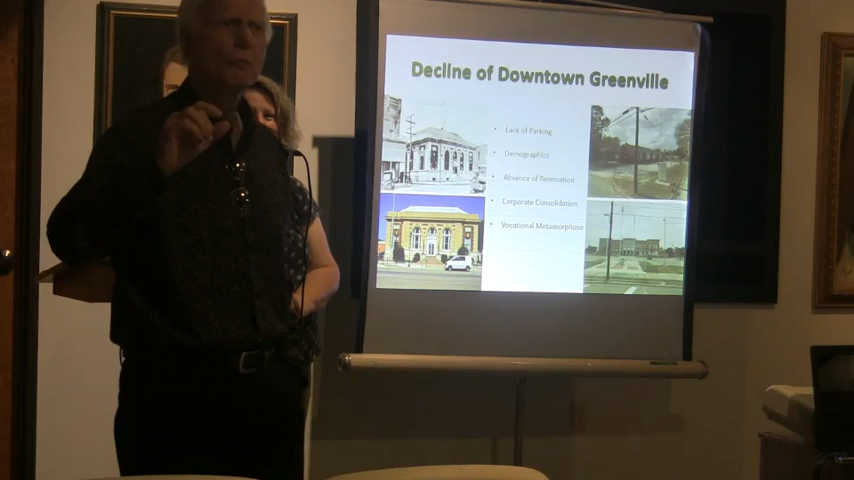 Decline of Downtown Greenville
• Lack of Parking
• Demographics
• Absence of Renovation
• Corporate Consolidation
• Vocational Metamorphose